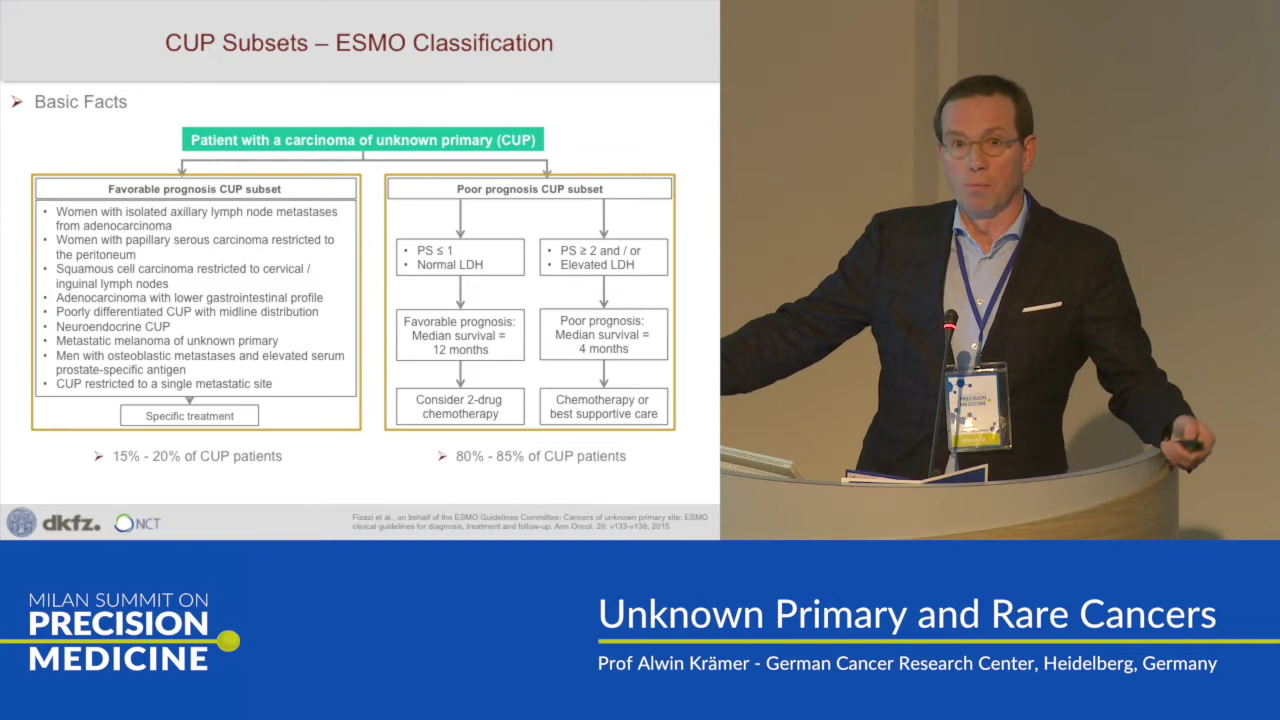 CUP Subsets – ESMO Classification
➢ Basic Facts
Patient with a carcinoma of unknown primary (CUP)
Favorable prognosis CUP subset
• Women with isolated axillary lymph node metastases
from adenocarcinoma
• Women with papillary serous carcinoma restricted to
the peritoneum
• Squamous cell carcinoma restricted to cervical /
inguinal lymph nodes
• Adenocarcinoma with lower gastrointestinal profile
• Poorly differentiated CUP with midline distribution
• Neuroendocrine CUP
• Metastatic melanoma of unknown primary
• Men with osteoblastic metastases and elevated serum
prostate-specific antigen
• CUP restricted to a single metastatic site
Specific treatment
➢ 15% - 20% of CUP patients
Poor prognosis CUP subset
• PS ≤ 1
• Normal LDH
Favorable prognosis:
Median survival =
12 months
Consider 2-drug
chemotherapy
• PS ≥ 2 and / or
• Elevated LDH
Poor prognosis:
Median survival =
4 months
Chemotherapy or
best supportive care
➢ 80% - 85% of CUP patients
dkfz.
NCT
Fizazi et al., on behalf of the ESMO Guidelines Committee: Cancers of unknown primary site: ESMO
clinical guidelines for diagnosis, treatment and follow-up. Ann Oncol. 26: v133-v138, 2015
PRECISION
MEDICINE
MILAN SUMMIT ON
PRECISION
MEDICINE
Unknown Primary and Rare Cancers
Prof Alwin Krämer - German Cancer Research Center, Heidelberg, Germany